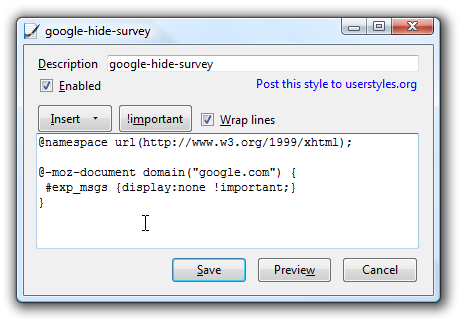 google-hide-survey
Description google-hide-survey
Enabled Post this style to userstyles.org
Insert !important Wrap lines
@namespace url(http://www.w3.org/1999/xhtml);
@-moz-document domain("google.com") {
#exp_msgs {display:none !important;}
}
Save Preview Cancel